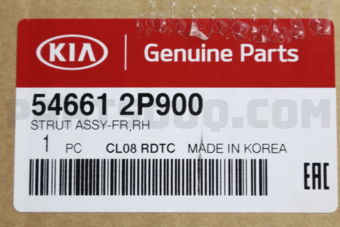 KIA Genuine Parts
54661 2P900
STRUT ASSY-FR,RH
1 PC CL08 RDTC MADE IN KOREA
EAC